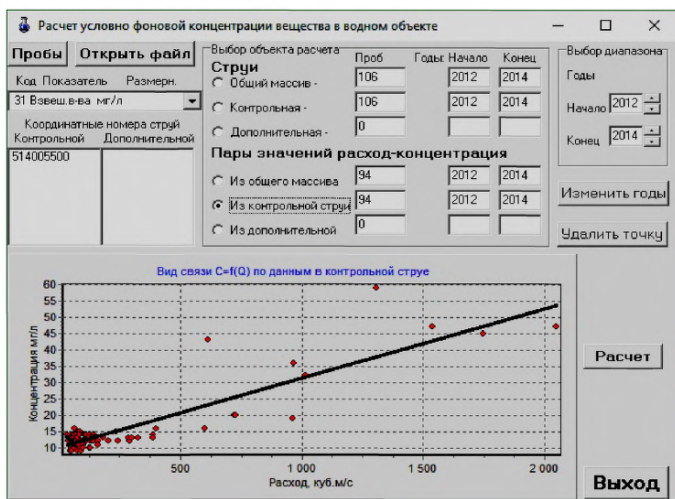 Расчет условно фоновой концентрации вещества в водном объекте
Пробы Открыть файл
Код Показатель Размерн.
31 Взвеш.в-ва мг/л
Координатные номера струй
Контрольной Дополнительной
514005500
Выбор объекта расчета
Струи
Проб Годы: Начало Конец
Общий массив - 106 2012 2014
Контрольная - 106 2012 2014
Дополнительная - 0
Пары значений расход-концентрация
Из общего массива 94 2012 2014
Из контрольной струи 94 2012 2014
Из дополнительной 0
Выбор диапазона
Годы
Начало 2012
Конец 2014
Изменить годы
Удалить точку
Вид связи C=f(Q) по данным в контрольной струе
Концентрация мг/л
60
55
50
45
40
35
30
25
20
15
10
500 1 000 1 500 2 000
Расход, куб.м/с
Расчет
Выход